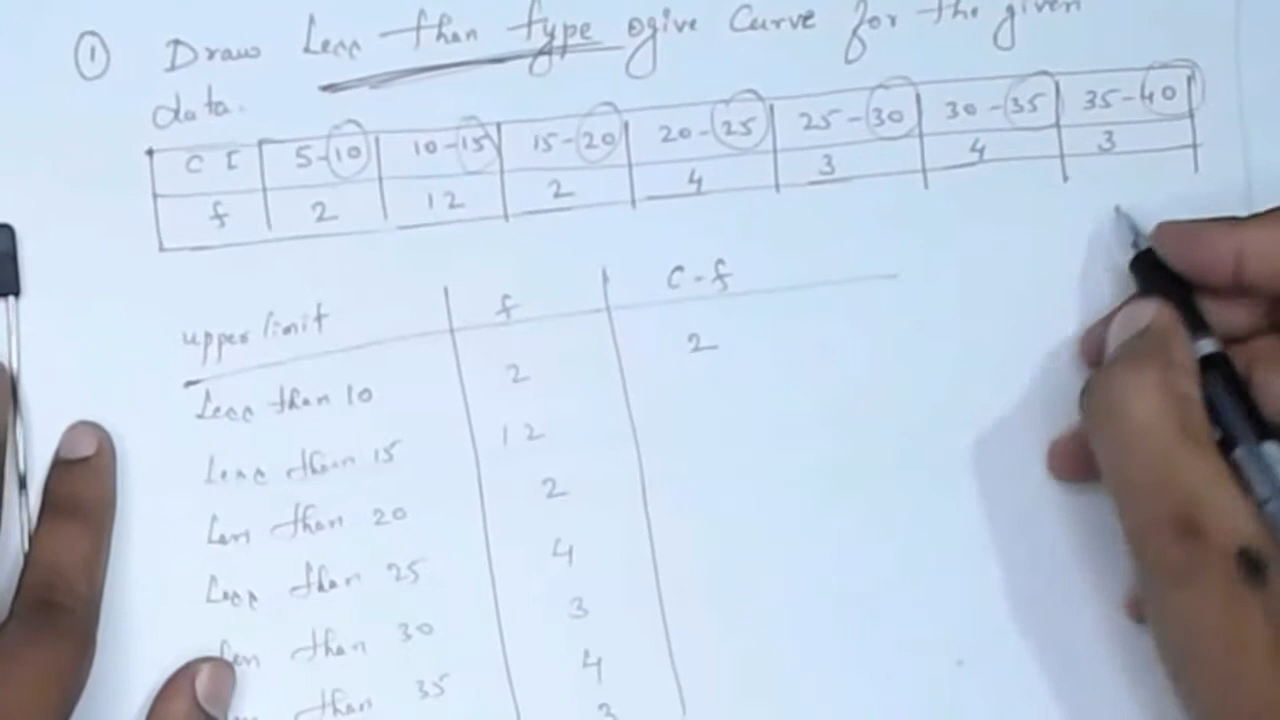 ① Draw Less than type ogive Curve for the given
data.
C I 5-10 10-15 15-20 20-25 25-30 30-35 35-40
f 2 12 2 4 3 4 3
upper limit f c-f
Less than 10 2 2
Less than 15 12
Less than 20 2
Less than 25 4
Less than 30 3
than 35 4
3